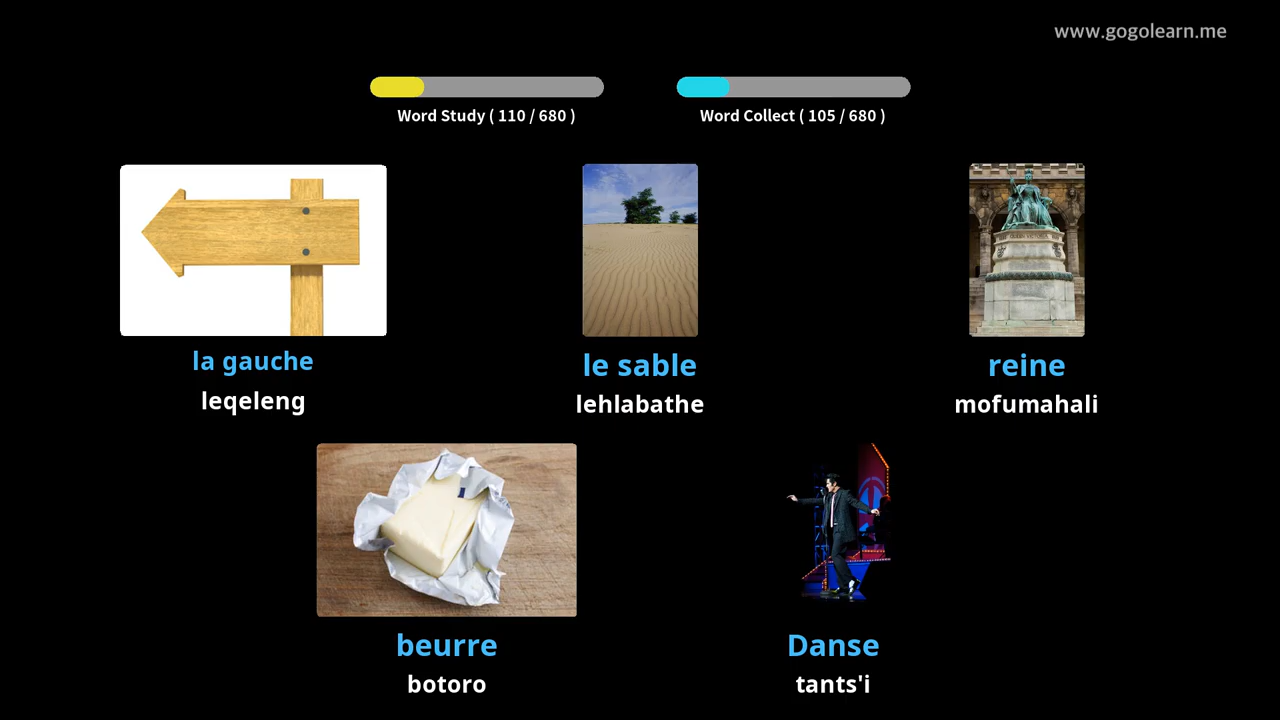 www.gogolearn.me
Word Study ( 110 / 680 )
Word Collect ( 105 / 680 )
la gauche
leqeleng
le sable
lehlabathe
reine
mofumahali
beurre
botoro
Danse
tants'i